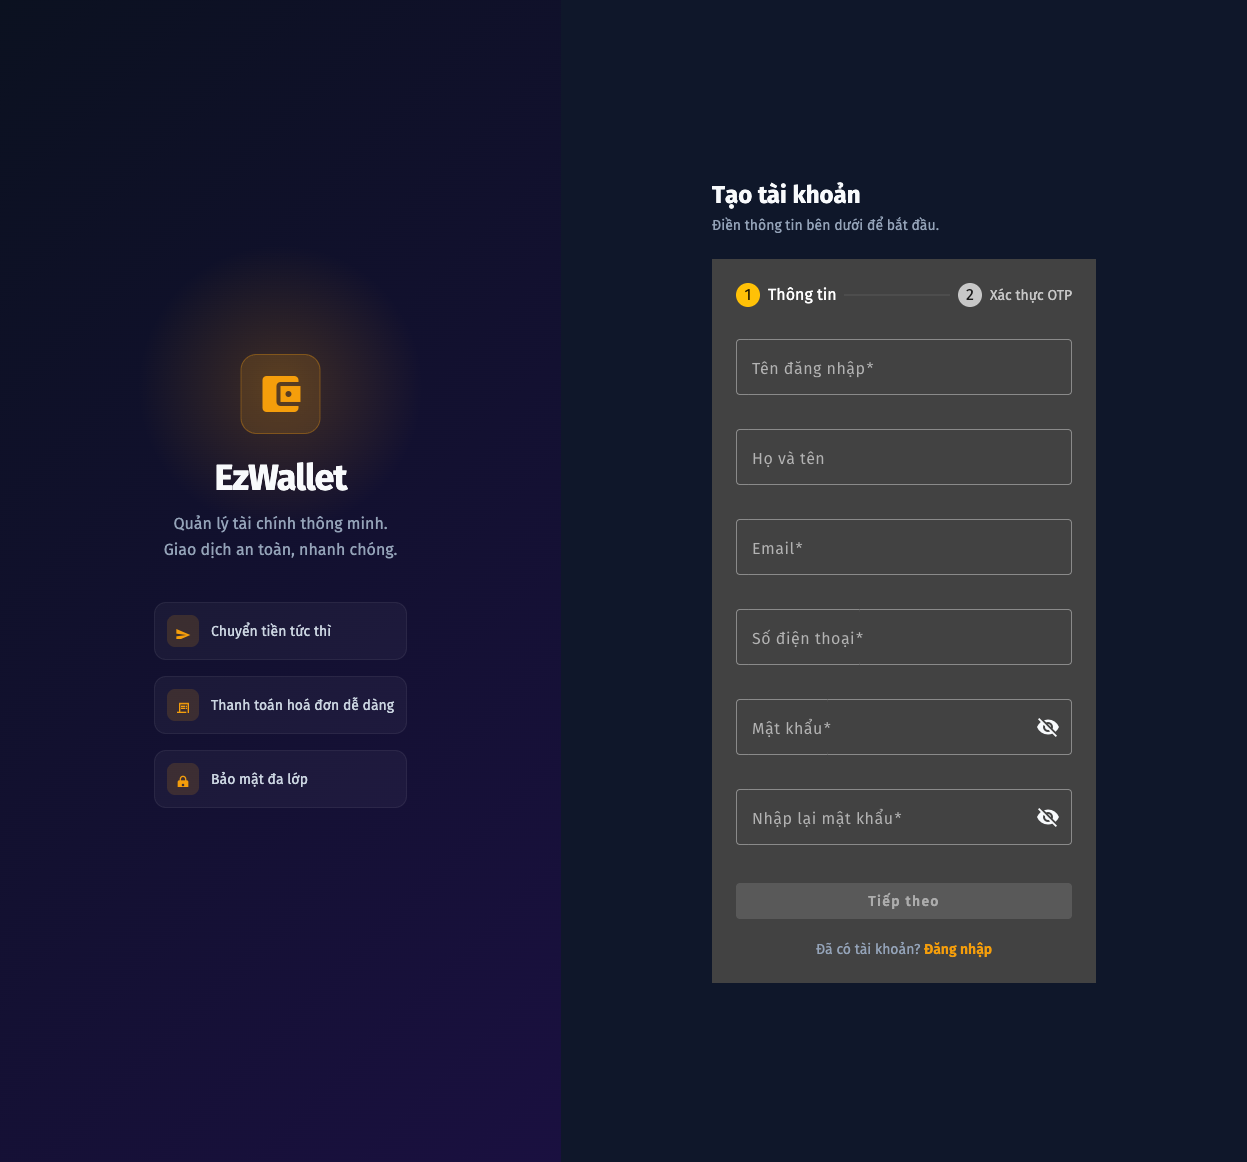 EzWallet
Quản lý tài chính thông minh.
Giao dịch an toàn, nhanh chóng.
Chuyển tiền tức thì
Thanh toán hoá đơn dễ dàng
Bảo mật đa lớp
Tạo tài khoản
Điền thông tin bên dưới để bắt đầu.
1 Thông tin 2 Xác thực OTP
Tên đăng nhập*
Họ và tên
Email*
Số điện thoại*
Mật khẩu*
Nhập lại mật khẩu*
Tiếp theo
Đã có tài khoản? Đăng nhập